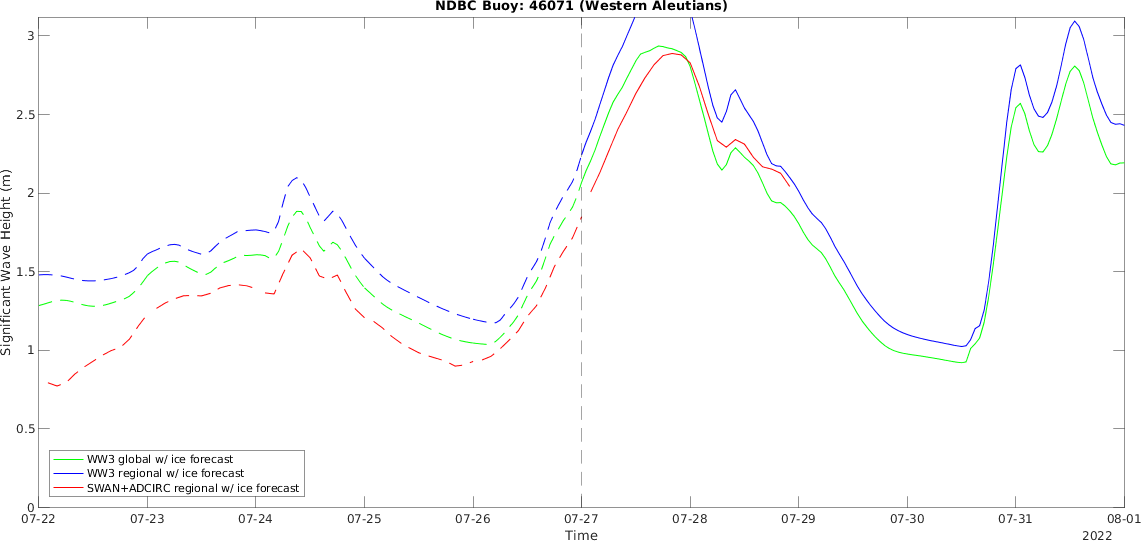 NDBC Buoy: 46071 (Western Aleutians)
3
2.5
2
1.5
1
0.5
0
Significant Wave Height (m)
WW3 global w/ ice forecast
WW3 regional w/ ice forecast
SWAN+ADCIRC regional w/ ice forecast
07-22 07-23 07-24 07-25 07-26 07-27 07-28 07-29 07-30 07-31 08-01
Time
2022